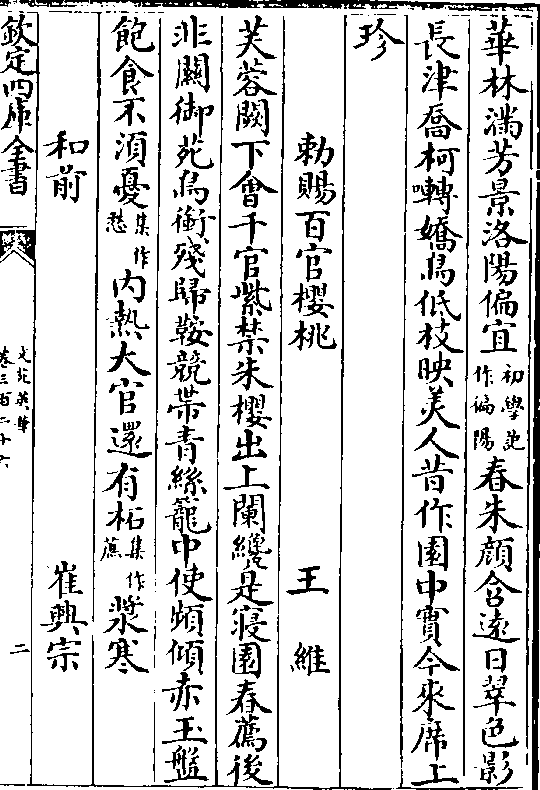 華林滿芳景洛陽偏宜初學記作偏陽春朱顔含遠日翠色影
長津喬柯囀嬌鳥低枝映美人昔作園中實今來席上
珍
勅賜百官櫻桃 王維
芙蓉闕下會千官紫禁朱櫻出上闌纔是寢園春薦後
非關御苑鳥銜殘歸鞍競帶青絲籠中使頻傾赤玉盤
飽食不須憂集作愁内熱大官還有柘集作蔗漿寒
和前 崔興宗
欽定四庫全書
文苑英華
卷三百二十六
二